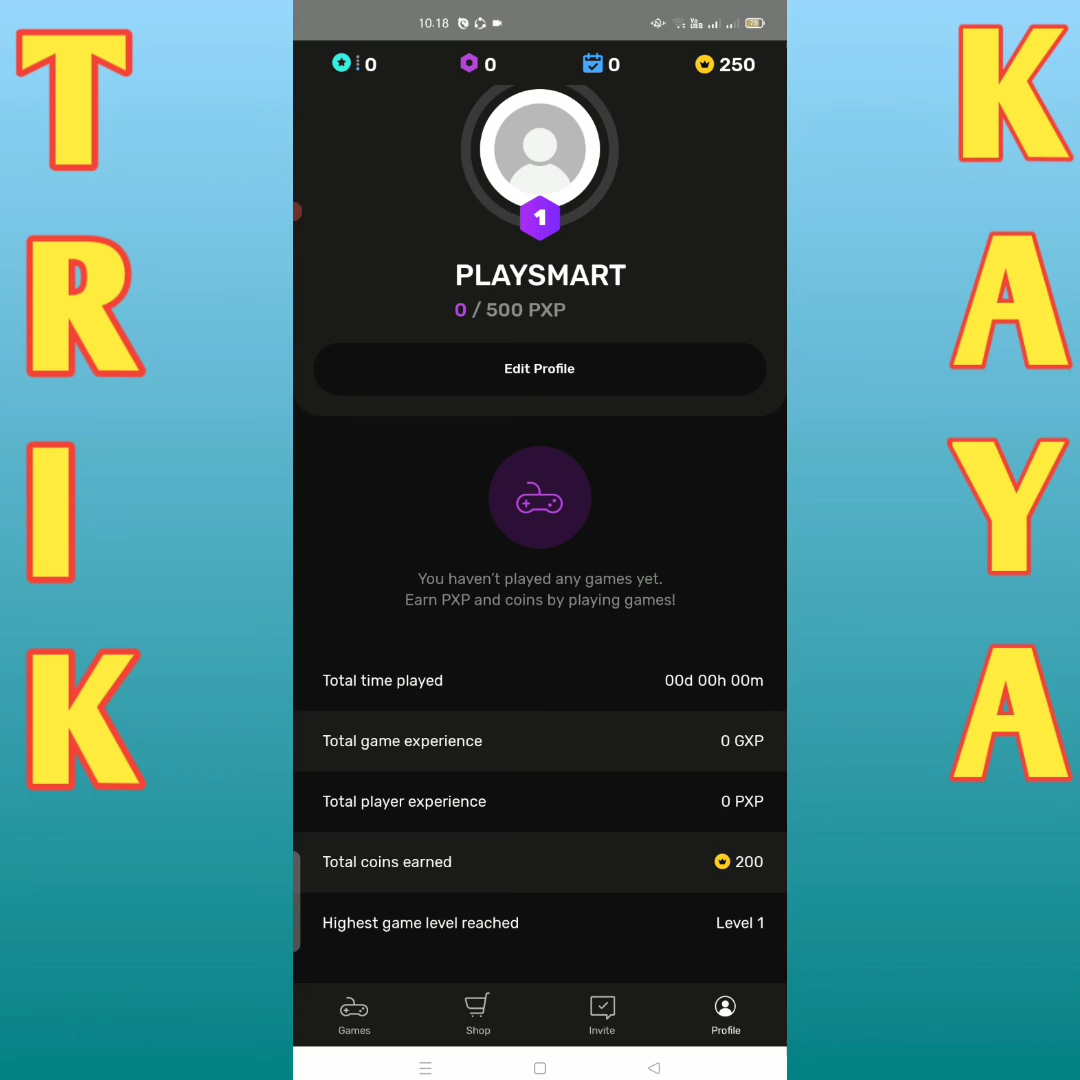 TRIK
KAYA
10.18
0
0
0
250
1
PLAYSMART
0 / 500 PXP
Edit Profile
You haven't played any games yet.
Earn PXP and coins by playing games!
Total time played 00d 00h 00m
Total game experience 0 GXP
Total player experience 0 PXP
Total coins earned 200
Highest game level reached Level 1
Games
Shop
Invite
Profile